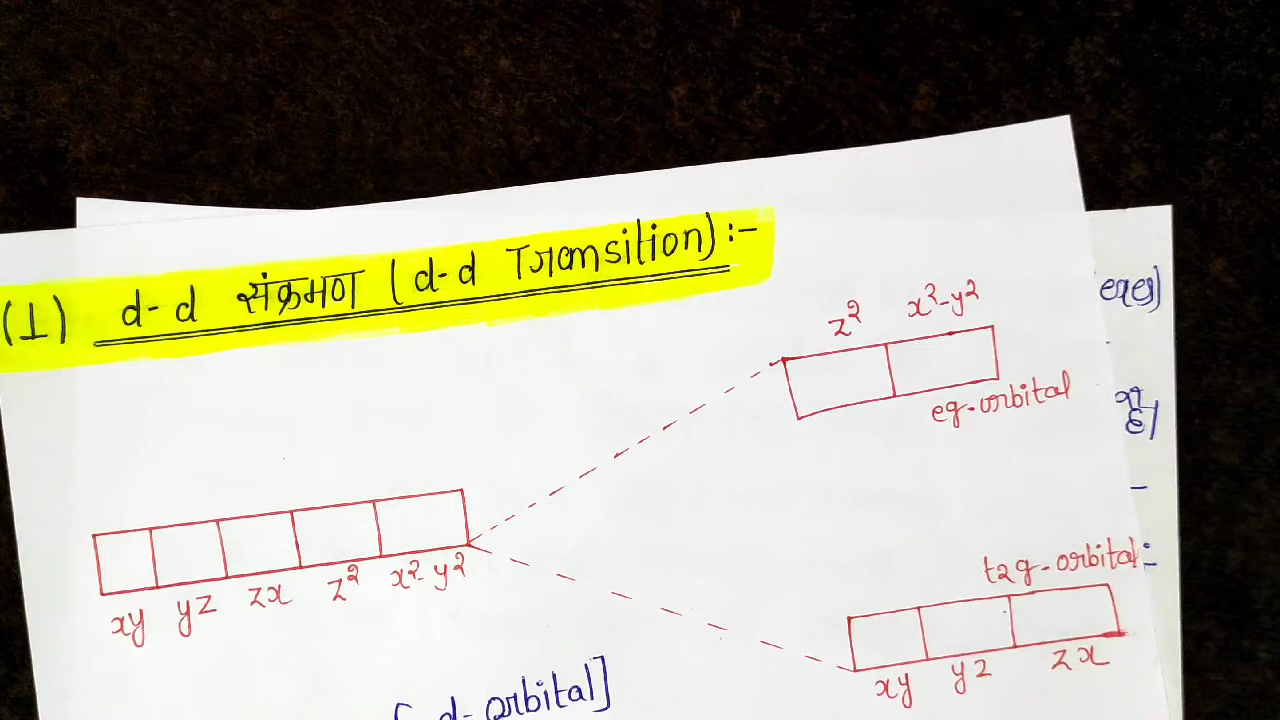 (1) d-d संक्रमण (d-d Transition):-
z² x²-y²
eg-orbital
xy yz zx z² x²-y²
t2g-orbital
xy yz zx
[d-orbital]